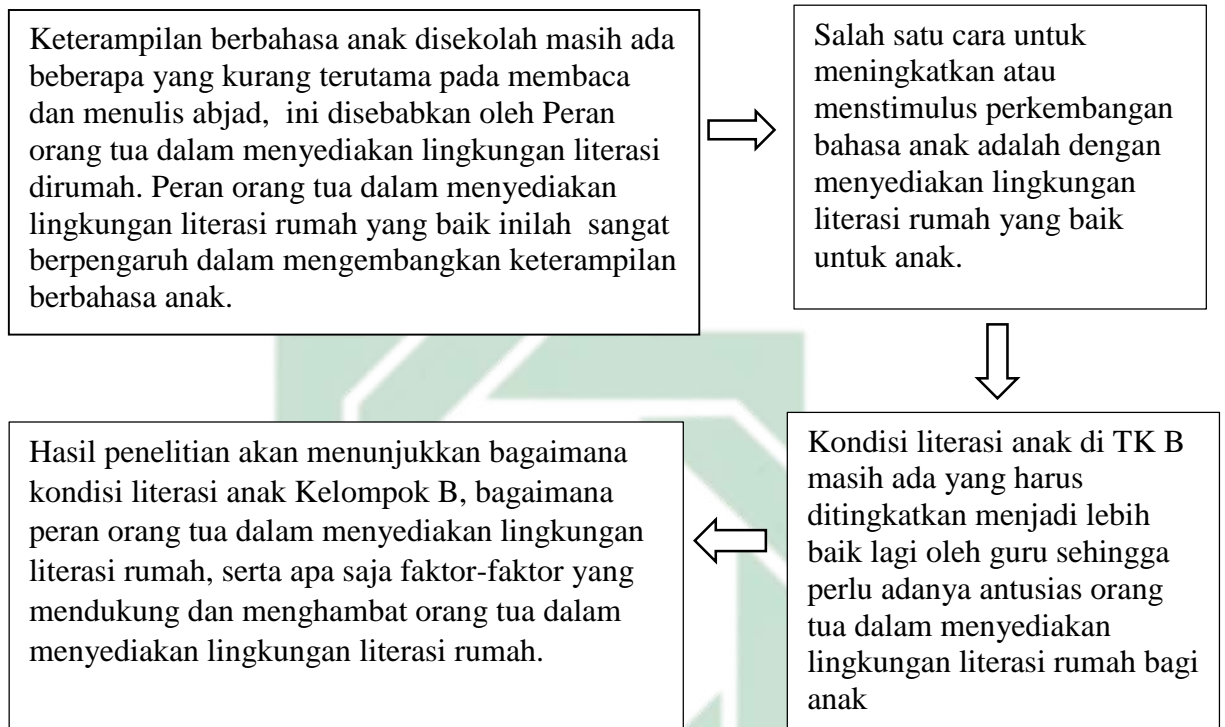 Keterampilan berbahasa anak disekolah masih ada
beberapa yang kurang terutama pada membaca
dan menulis abjad, ini disebabkan oleh Peran
orang tua dalam menyediakan lingkungan literasi
dirumah. Peran orang tua dalam menyediakan
lingkungan literasi rumah yang baik inilah sangat
berpengaruh dalam mengembangkan keterampilan
berbahasa anak.
Salah satu cara untuk
meningkatkan atau
menstimulus perkembangan
bahasa anak adalah dengan
menyediakan lingkungan
literasi rumah yang baik
untuk anak.
Kondisi literasi anak di TK B
masih ada yang harus
ditingkatkan menjadi lebih
baik lagi oleh guru sehingga
perlu adanya antusias orang
tua dalam menyediakan
lingkungan literasi rumah bagi
anak
Hasil penelitian akan menunjukkan bagaimana
kondisi literasi anak Kelompok B, bagaimana
peran orang tua dalam menyediakan lingkungan
literasi rumah, serta apa saja faktor-faktor yang
mendukung dan menghambat orang tua dalam
menyediakan lingkungan literasi rumah.